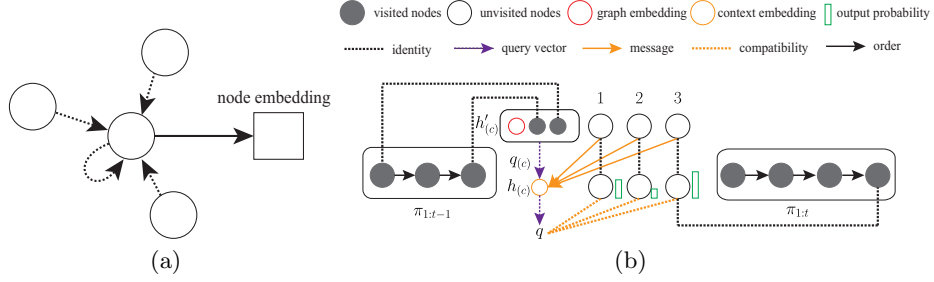 visited nodes unvisited nodes graph embedding context embedding output probability
identity query vector message compatibility order
node embedding
1 2 3
h'(c)
q(c)
h(c)
π1:t−1
π1:t
q
(a) (b)